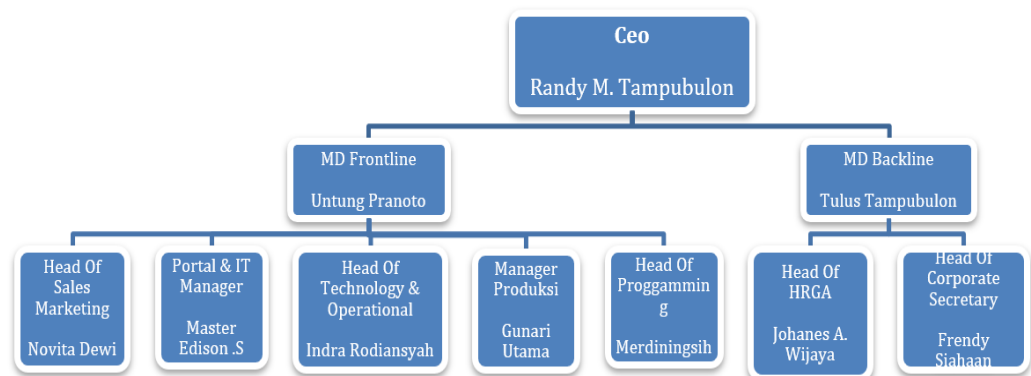 Ceo
Randy M. Tampubulon
MD Frontline
Untung Pranoto
MD Backline
Tulus Tampubulon
Head Of
Sales
Marketing
Novita Dewi
Portal & IT
Manager
Master
Edison .S
Head Of
Technology &
Operational
Indra Rodiansyah
Manager
Produksi
Gunari
Utama
Head Of
Proggammin
g
Merdiningsih
Head Of
HRGA
Johanes A.
Wijaya
Head Of
Corporate
Secretary
Frendy
Siahaan